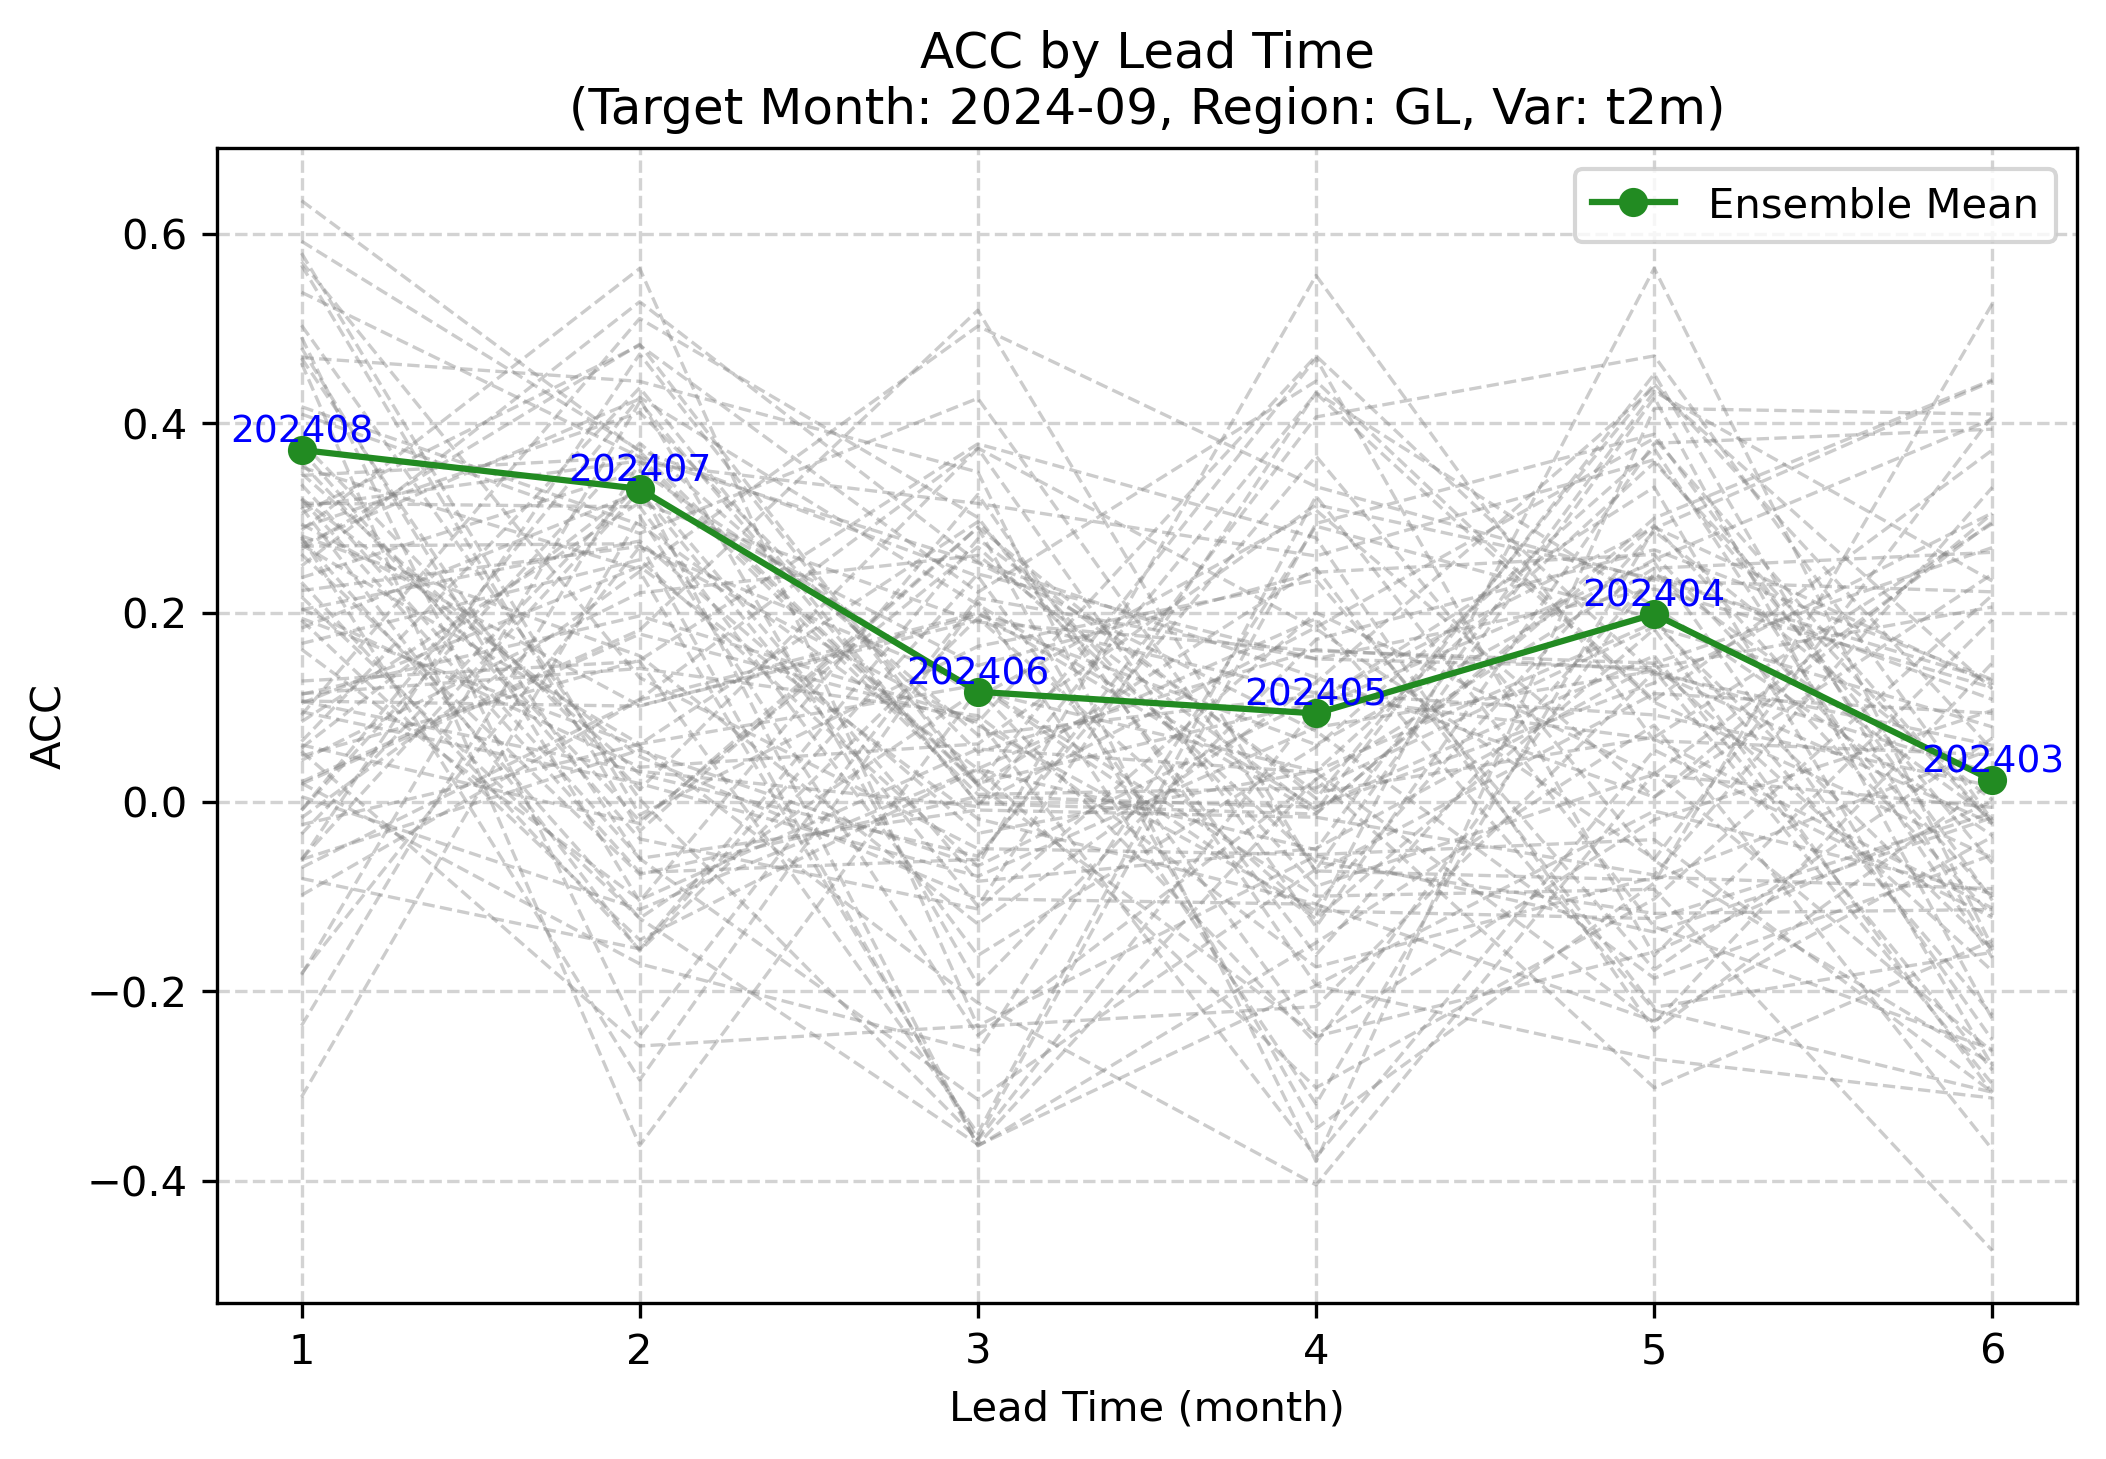 ACC by Lead Time
(Target Month: 2024-09, Region: GL, Var: t2m)
Ensemble Mean
ACC
0.6
0.4
0.2
0.0
−0.2
−0.4
202408
202407
202406
202405
202404
202403
1 2 3 4 5 6
Lead Time (month)